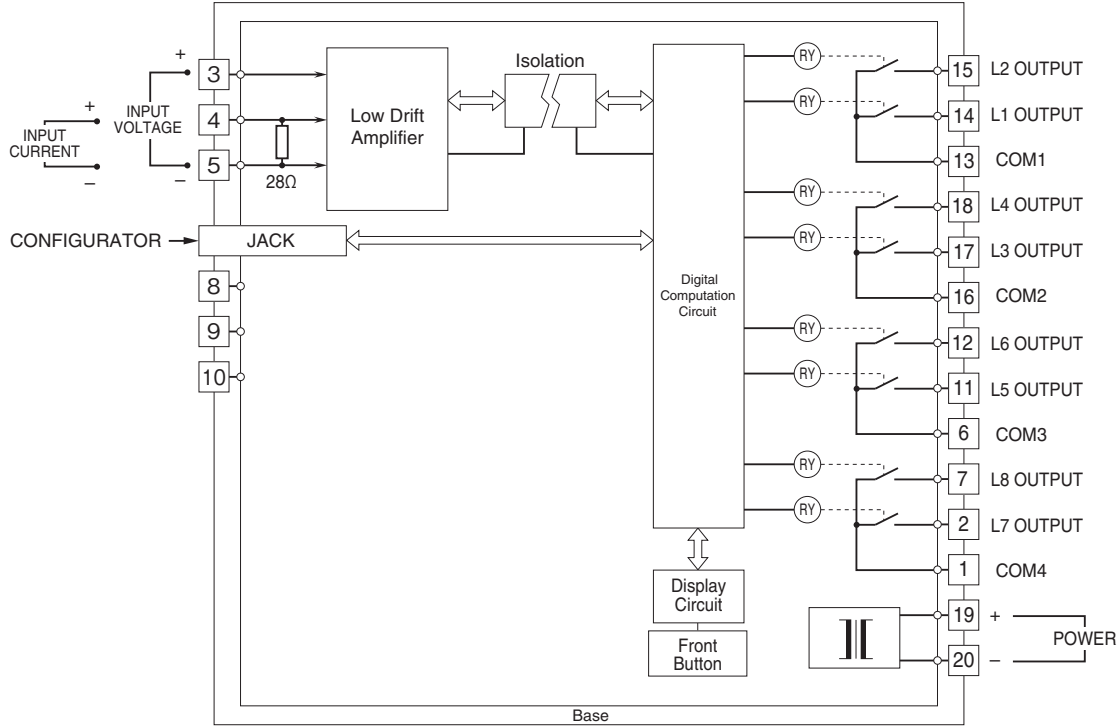 3
4
5
+
INPUT
VOLTAGE
–
+
INPUT
CURRENT
–
28Ω
Low Drift
Amplifier
Isolation
CONFIGURATOR
JACK
8
9
10
Digital
Computation
Circuit
RY
RY
RY
RY
RY
RY
RY
RY
15 L2 OUTPUT
14 L1 OUTPUT
13 COM1
18 L4 OUTPUT
17 L3 OUTPUT
16 COM2
12 L6 OUTPUT
11 L5 OUTPUT
6 COM3
7 L8 OUTPUT
2 L7 OUTPUT
1 COM4
19 +
POWER
20 –
Display
Circuit
Front
Button
Base